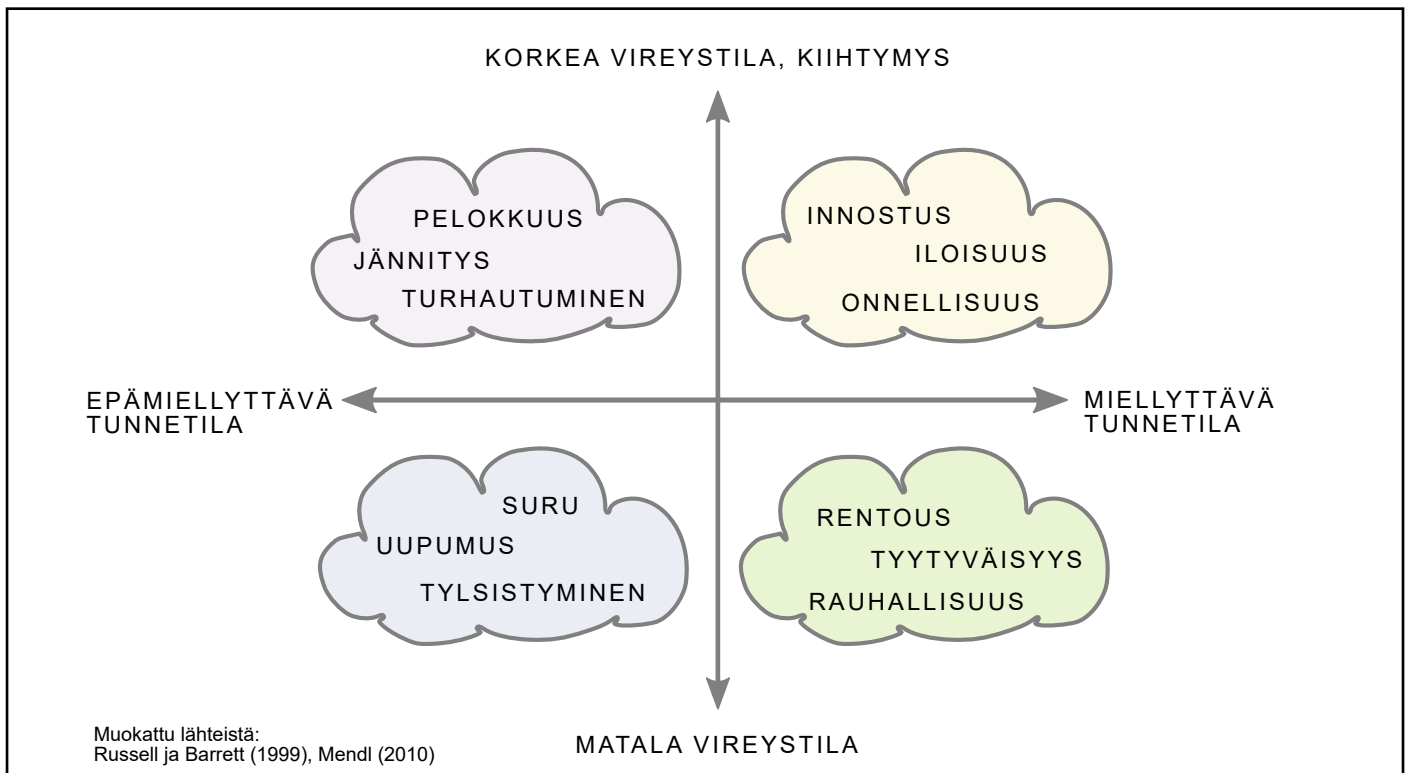 KORKEA VIREYSTILA, KIIHTYMYS
PELOKKUUS
JÄNNITYS
TURHAUTUMINEN
INNOSTUS
ILOISUUS
ONNELLISUUS
EPÄMIELLYTTÄVÄ
TUNNETILA
MIELLYTTÄVÄ
TUNNETILA
SURU
UUPUMUS
TYLSISTYMINEN
RENTOUS
TYYTYVÄISYYS
RAUHALLISUUS
MATALA VIREYSTILA
Muokattu lähteistä:
Russell ja Barrett (1999), Mendl (2010)